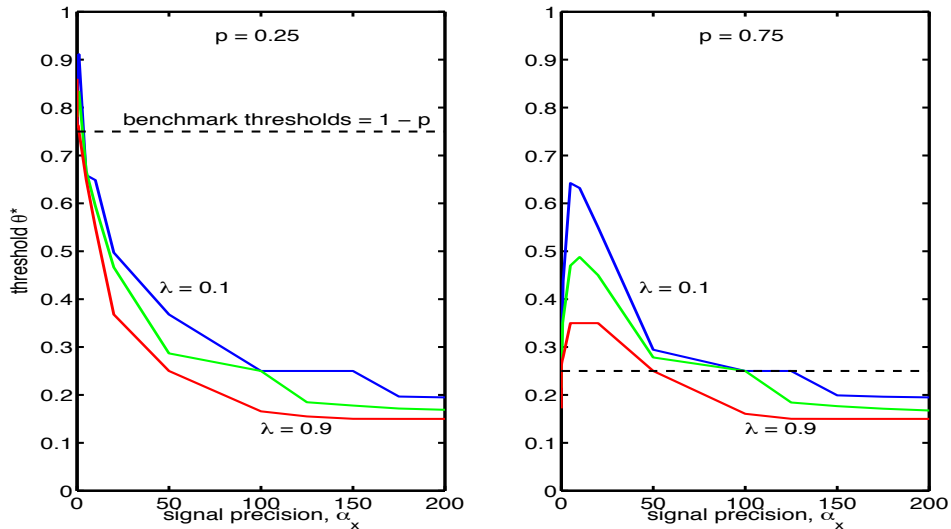 p = 0.25
benchmark thresholds = 1 − p
λ = 0.1
λ = 0.9
threshold θ*
1
0.9
0.8
0.7
0.6
0.5
0.4
0.3
0.2
0.1
0
0 50 100 150 200
signal precision, αx
p = 0.75
λ = 0.1
λ = 0.9
1
0.9
0.8
0.7
0.6
0.5
0.4
0.3
0.2
0.1
0
0 50 100 150 200
signal precision, αx